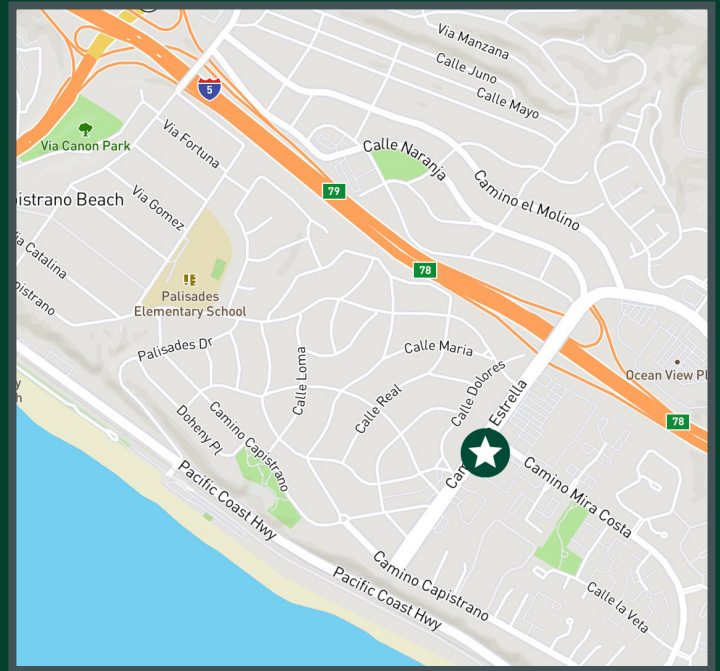 Via Manzana
Calle Juno
Calle Mayo
5
Via Canon Park
Via Fortuna
Calle Naranja
79
Camino el Molino
istrano Beach
Via Gomez
ia Catalina
78
pistrano
Palisades
Elementary School
Palisades Dr
Calle Maria
Calle Loma
Ocean View Pl
Calle Dolores
Calle Real
Estrella
78
Cam
Doheny Pl
Camino Capistrano
Camino Mira Costa
Pacific Coast Hwy
Camino Capistrano
Pacific Coast Hwy
Calle la Veta
y
h